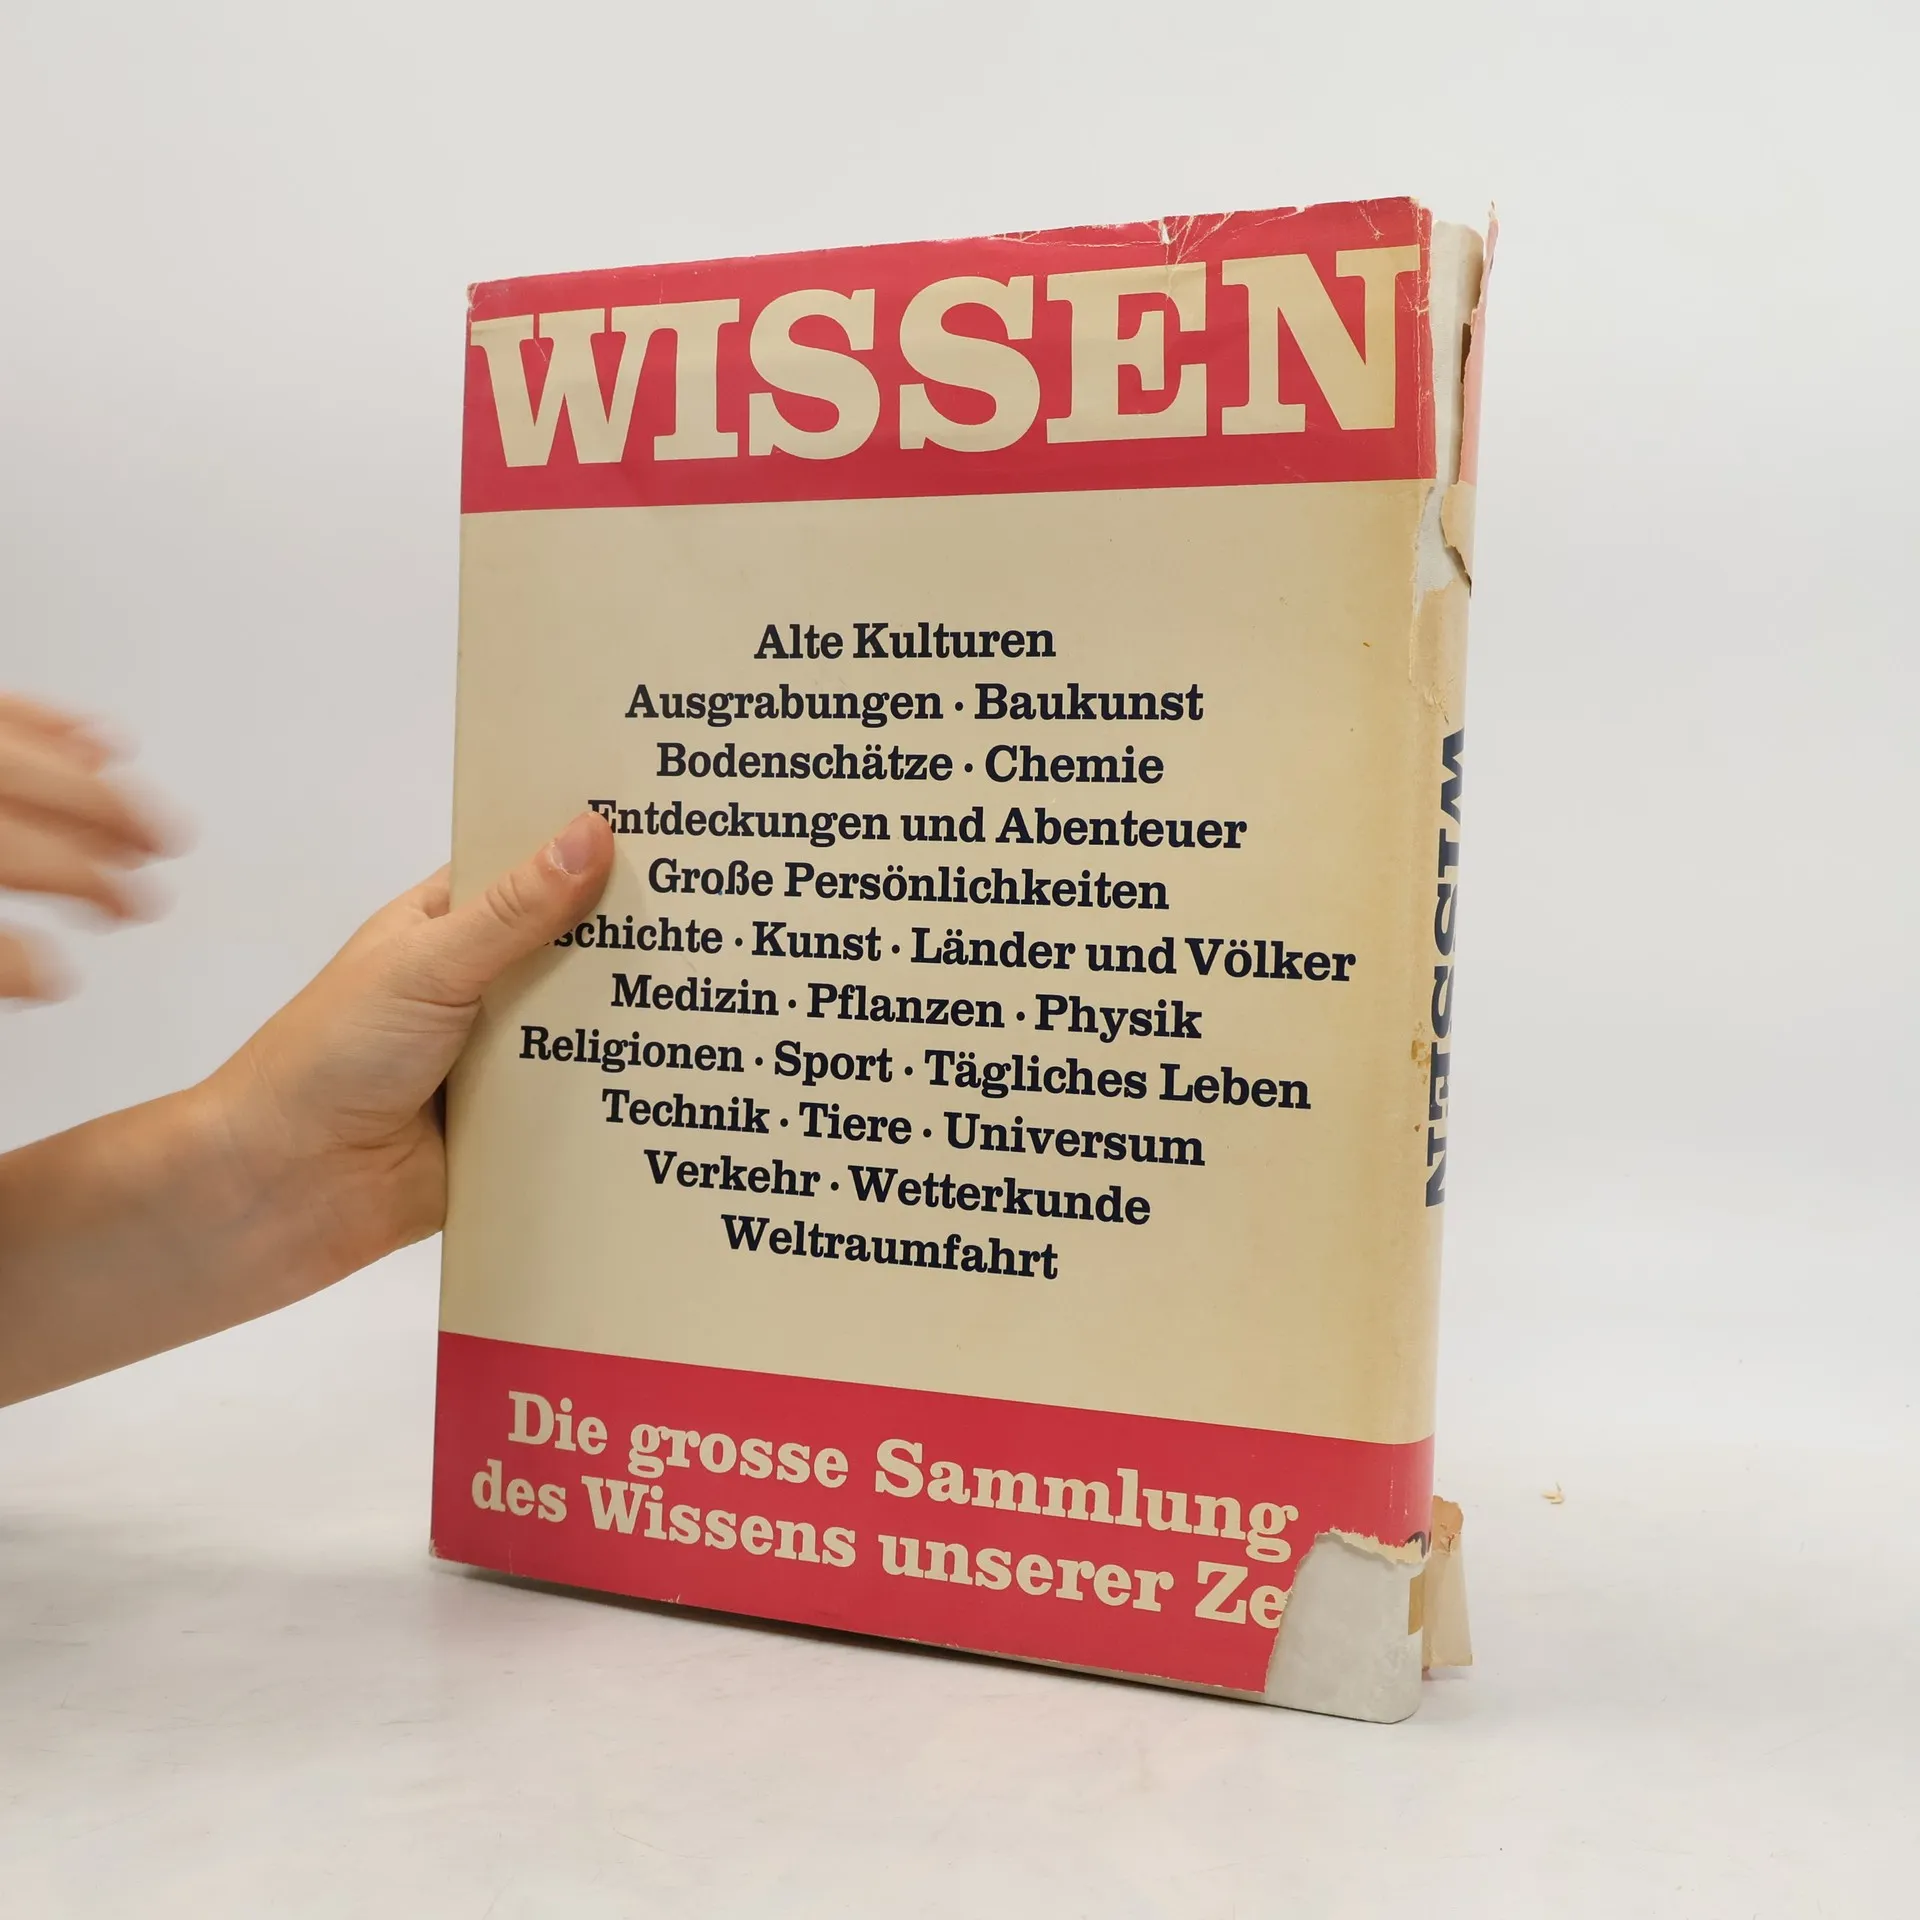 WISSEN
Alte Kulturen
Ausgrabungen · Baukunst
Bodenschätze · Chemie
Entdeckungen und Abenteuer
Große Persönlichkeiten
schichte · Kunst · Länder und Völker
Medizin · Pflanzen · Physik
Religionen · Sport · Tägliches Leben
Technik · Tiere · Universum
Verkehr · Wetterkunde
Weltraumfahrt
Die grosse Sammlung
des Wissens unserer Ze
WISSEN